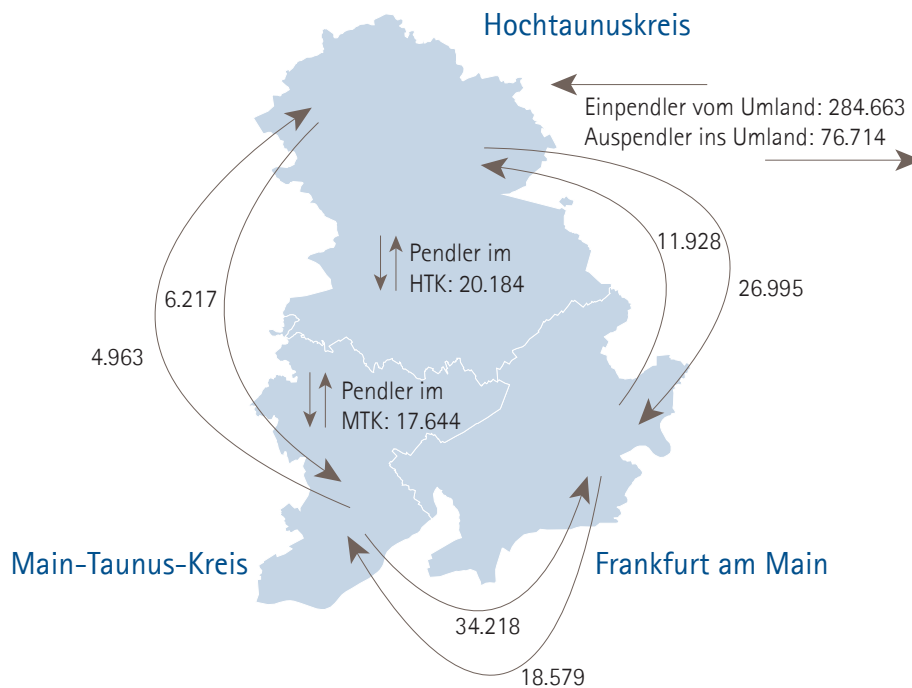 Hochtaunuskreis
Einpendler vom Umland: 284.663
Auspendler ins Umland: 76.714
11.928
26.995
Pendler im
HTK: 20.184
6.217
4.963
Pendler im
MTK: 17.644
Main-Taunus-Kreis
Frankfurt am Main
34.218
18.579